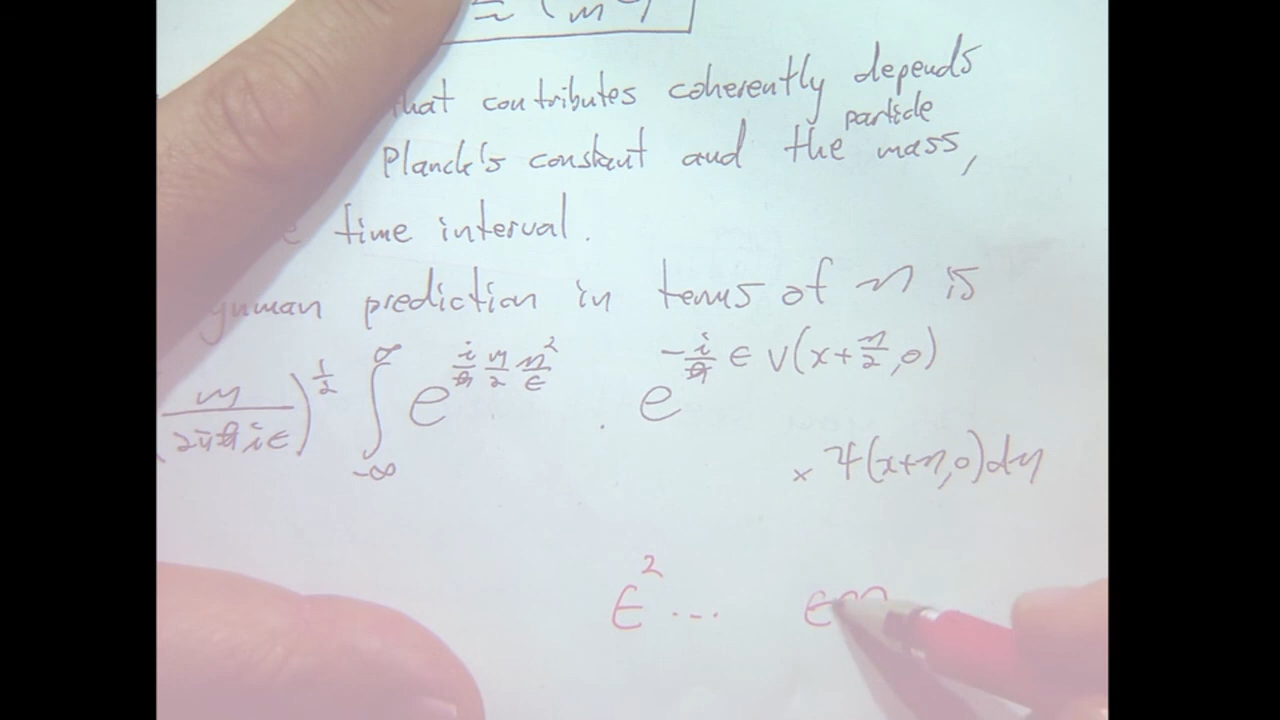 ≈ ( m )
that contributes coherently depends
particle
Planck's constant and the mass,
time interval.
prediction in terms of η is
(m/2πℏiε)^{1/2} ∫_{-∞}^{∞} e^{i/ℏ m/2 η²/ε} · e^{-i/ℏ ε V(x+η/2,0)}
× Ψ(x+η,0)dη
ε² ... εη